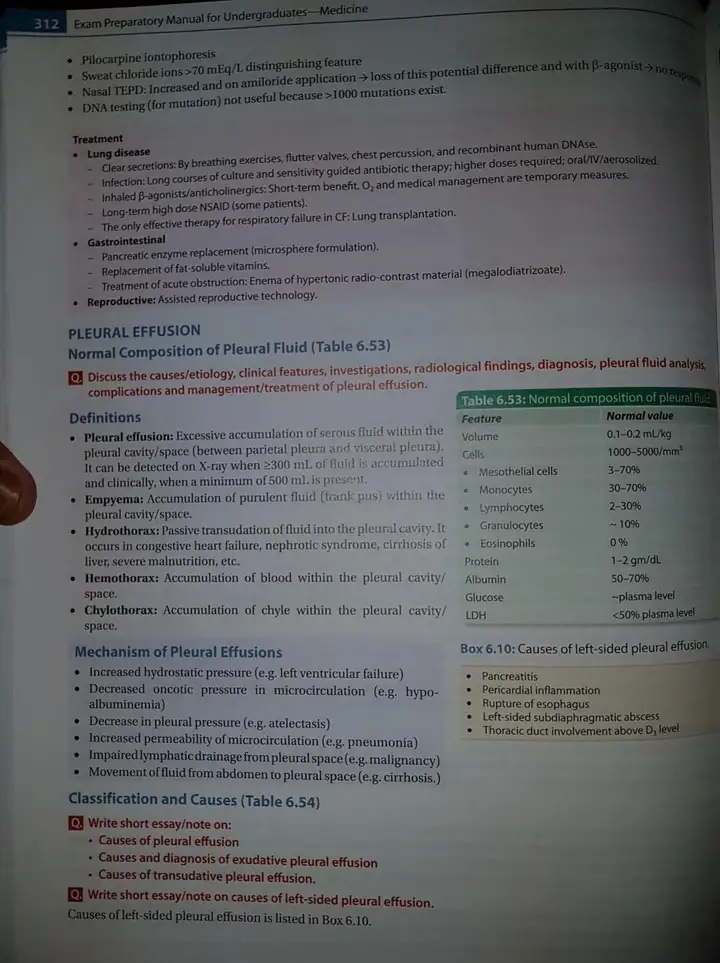 312 Exam Preparatory Manual for Undergraduates—Medicine
• Pilocarpine iontophoresis
• Sweat chloride ions >70 mEq/L distinguishing feature
• Nasal TEPD: Increased and on amiloride application → loss of this potential difference and with β-agonist → no
• DNA testing (for mutation) not useful because >1000 mutations exist.
Treatment
• Lung disease
– Clear secretions: By breathing exercises, flutter valves, chest percussion, and recombinant human DNAse.
– Infection: Long courses of culture and sensitivity guided antibiotic therapy; higher doses required; oral/IV/aerosolized.
– Inhaled β-agonists/anticholinergics: Short-term benefit. O₂ and medical management are temporary measures.
– Long-term high dose NSAID (some patients).
– The only effective therapy for respiratory failure in CF: Lung transplantation.
• Gastrointestinal
– Pancreatic enzyme replacement (microsphere formulation).
– Replacement of fat-soluble vitamins.
– Treatment of acute obstruction: Enema of hypertonic radio-contrast material (megalodiatrizoate).
• Reproductive: Assisted reproductive technology.
PLEURAL EFFUSION
Normal Composition of Pleural Fluid (Table 6.53)
Q. Discuss the causes/etiology, clinical features, investigations, radiological findings, diagnosis, pleural fluid analysis,
complications and management/treatment of pleural effusion.
Definitions
• Pleural effusion: Excessive accumulation of serous fluid within the
pleural cavity/space (between parietal pleura and visceral pleura).
It can be detected on X-ray when ≥300 mL of fluid is accumulated
and clinically, when a minimum of 500 mL is present.
• Empyema: Accumulation of purulent fluid (frank pus) within the
pleural cavity/space.
• Hydrothorax: Passive transudation of fluid into the pleural cavity. It
occurs in congestive heart failure, nephrotic syndrome, cirrhosis of
liver, severe malnutrition, etc.
• Hemothorax: Accumulation of blood within the pleural cavity/
space.
• Chylothorax: Accumulation of chyle within the pleural cavity/
space.
Table 6.53: Normal composition of pleural fluid
Feature Normal value
Volume 0.1–0.2 mL/kg
Cells 1000–5000/mm³
• Mesothelial cells 3–70%
• Monocytes 30–70%
• Lymphocytes 2–30%
• Granulocytes ~ 10%
• Eosinophils 0 %
Protein 1–2 gm/dL
Albumin 50–70%
Glucose ~plasma level
LDH <50% plasma level
Mechanism of Pleural Effusions
• Increased hydrostatic pressure (e.g. left ventricular failure)
• Decreased oncotic pressure in microcirculation (e.g. hypo-
albuminemia)
• Decrease in pleural pressure (e.g. atelectasis)
• Increased permeability of microcirculation (e.g. pneumonia)
• Impaired lymphatic drainage from pleural space (e.g. malignancy)
• Movement of fluid from abdomen to pleural space (e.g. cirrhosis.)
Box 6.10: Causes of left-sided pleural effusion.
• Pancreatitis
• Pericardial inflammation
• Rupture of esophagus
• Left-sided subdiaphragmatic abscess
• Thoracic duct involvement above D₃ level
Classification and Causes (Table 6.54)
Q. Write short essay/note on:
• Causes of pleural effusion
• Causes and diagnosis of exudative pleural effusion
• Causes of transudative pleural effusion.
Q. Write short essay/note on causes of left-sided pleural effusion.
Causes of left-sided pleural effusion is listed in Box 6.10.